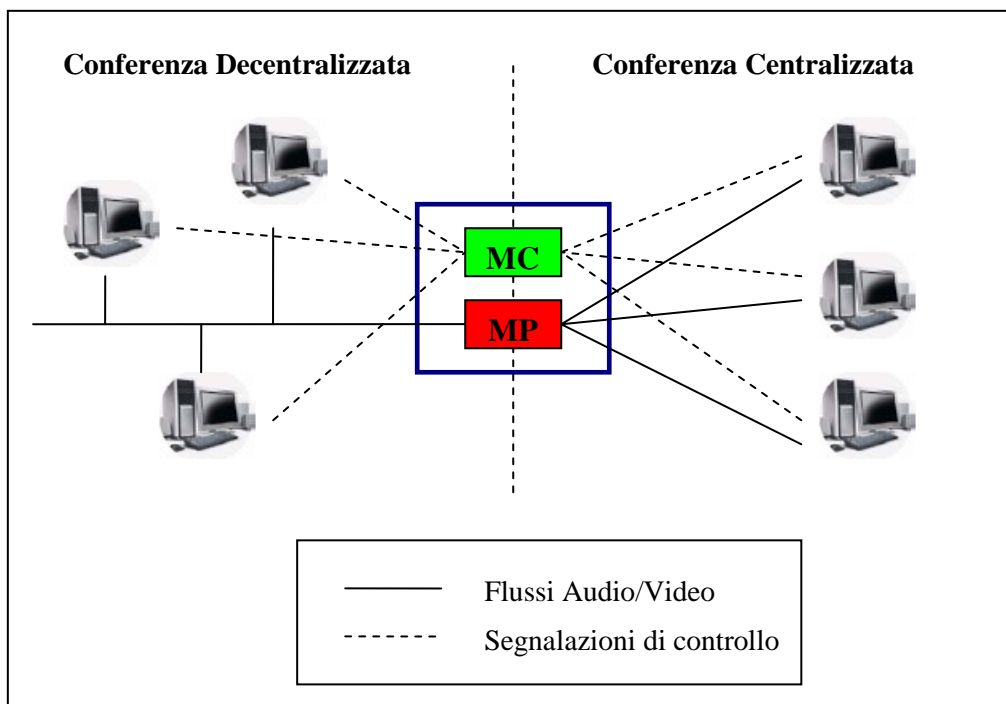 Conferenza Decentralizzata
Conferenza Centralizzata
MC
MP
Flussi Audio/Video
Segnalazioni di controllo